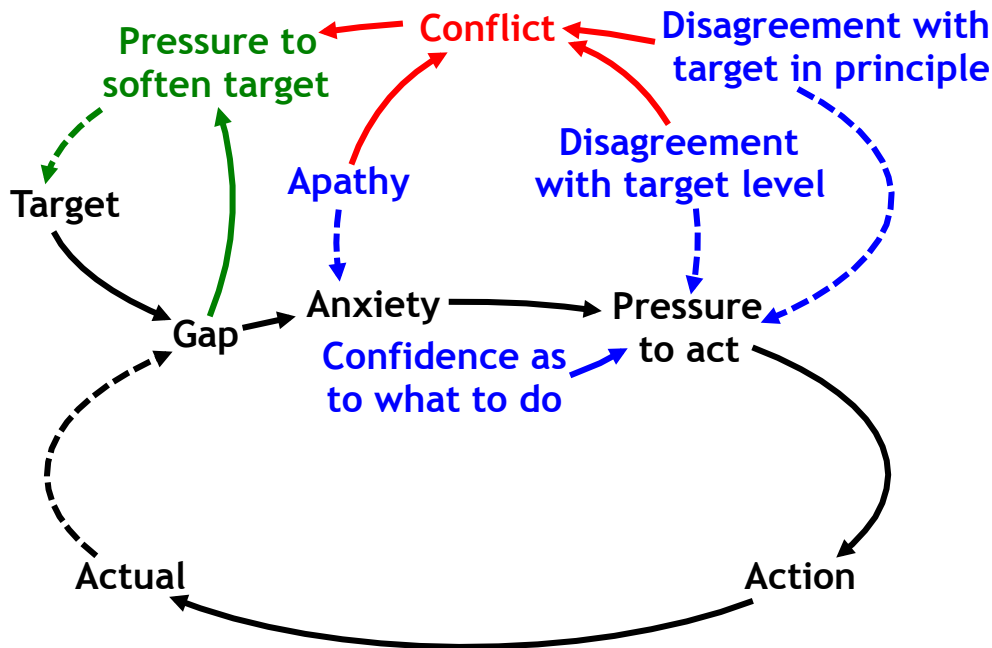 Conflict
Disagreement with
target in principle
Pressure to
soften target
Disagreement
with target level
Apathy
Target
Anxiety
Pressure
to act
Gap
Confidence as
to what to do
Actual
Action